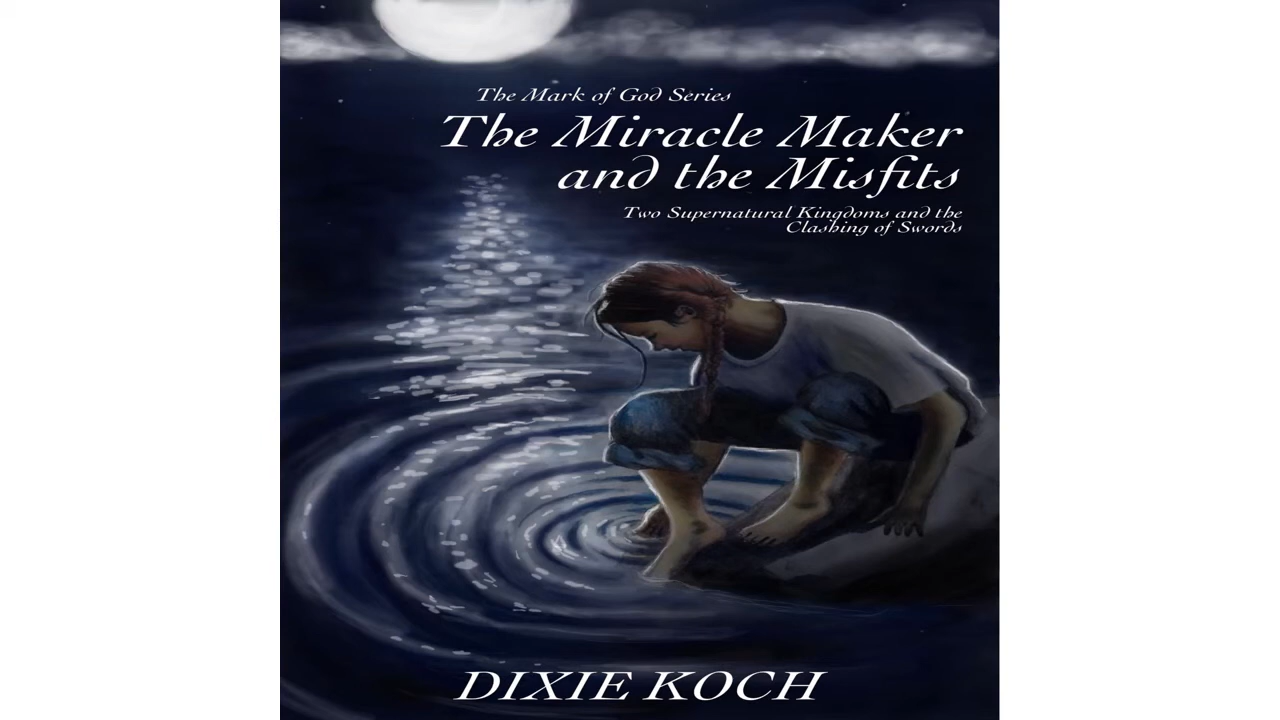 The Mark of God Series
The Miracle Maker
and the Misfits
Two Supernatural Kingdoms and the
Clashing of Swords
DIXIE KOCH